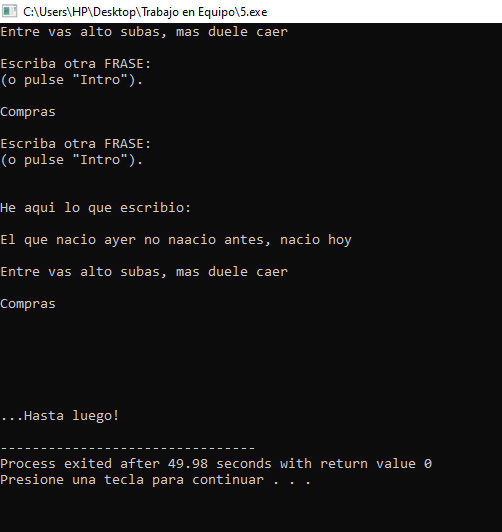 C:\Users\HP\Desktop\Trabajo en Equipo\5.exe
Entre vas alto subas, mas duele caer
Escriba otra FRASE:
(o pulse "Intro").
Compras
Escriba otra FRASE:
(o pulse "Intro").
He aqui lo que escribio:
El que nacio ayer no naacio antes, nacio hoy
Entre vas alto subas, mas duele caer
Compras
...Hasta luego!
--------------------------------
Process exited after 49.98 seconds with return value 0
Presione una tecla para continuar . . .